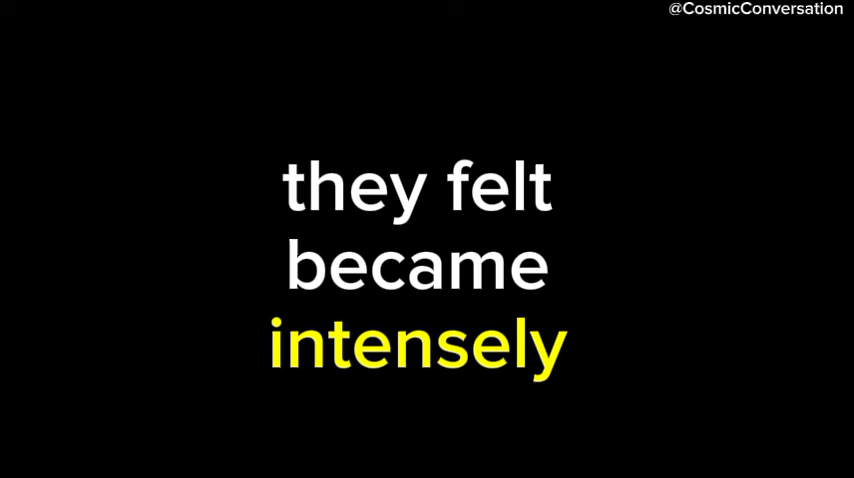 @CosmicConversation
they felt
became
intensely